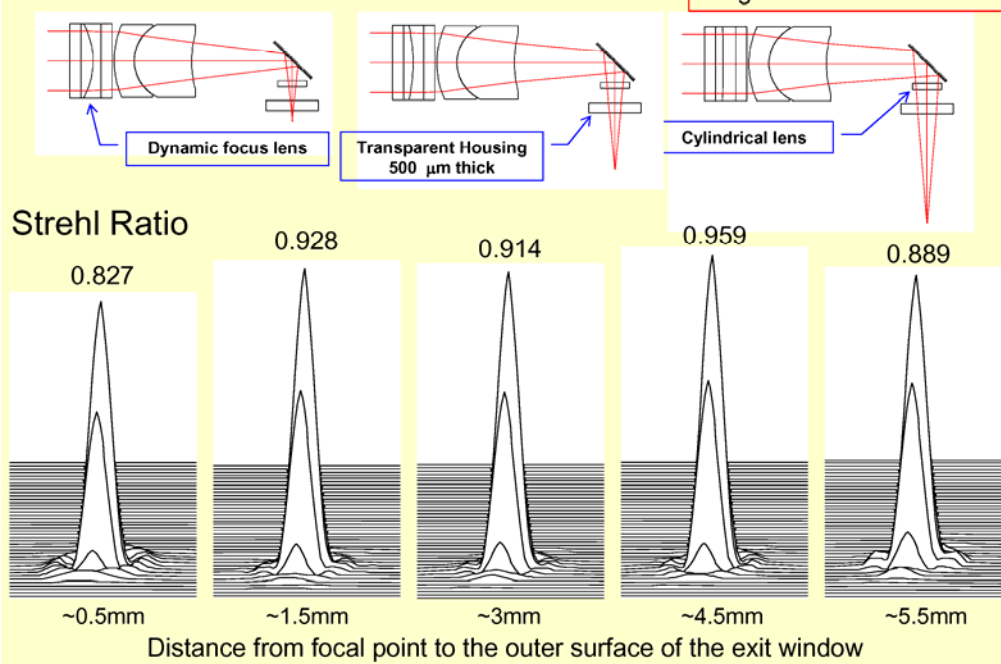 Dynamic focus lens
Transparent Housing
500 μm thick
Cylindrical lens
Strehl Ratio
0.827
0.928
0.914
0.959
0.889
~0.5mm
~1.5mm
~3mm
~4.5mm
~5.5mm
Distance from focal point to the outer surface of the exit window